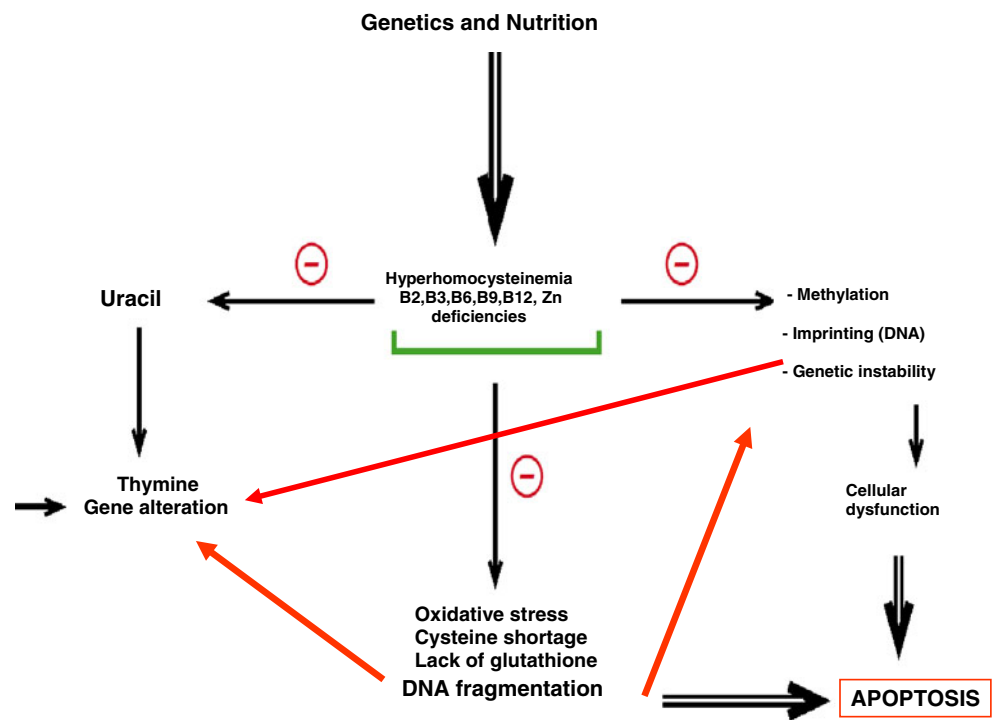 Genetics and Nutrition
Hyperhomocysteinemia
B2,B3,B6,B9,B12, Zn
deficiencies
Uracil
- Methylation
- Imprinting (DNA)
- Genetic instability
Thymine
Gene alteration
Cellular
dysfunction
Oxidative stress
Cysteine shortage
Lack of glutathione
DNA fragmentation
APOPTOSIS